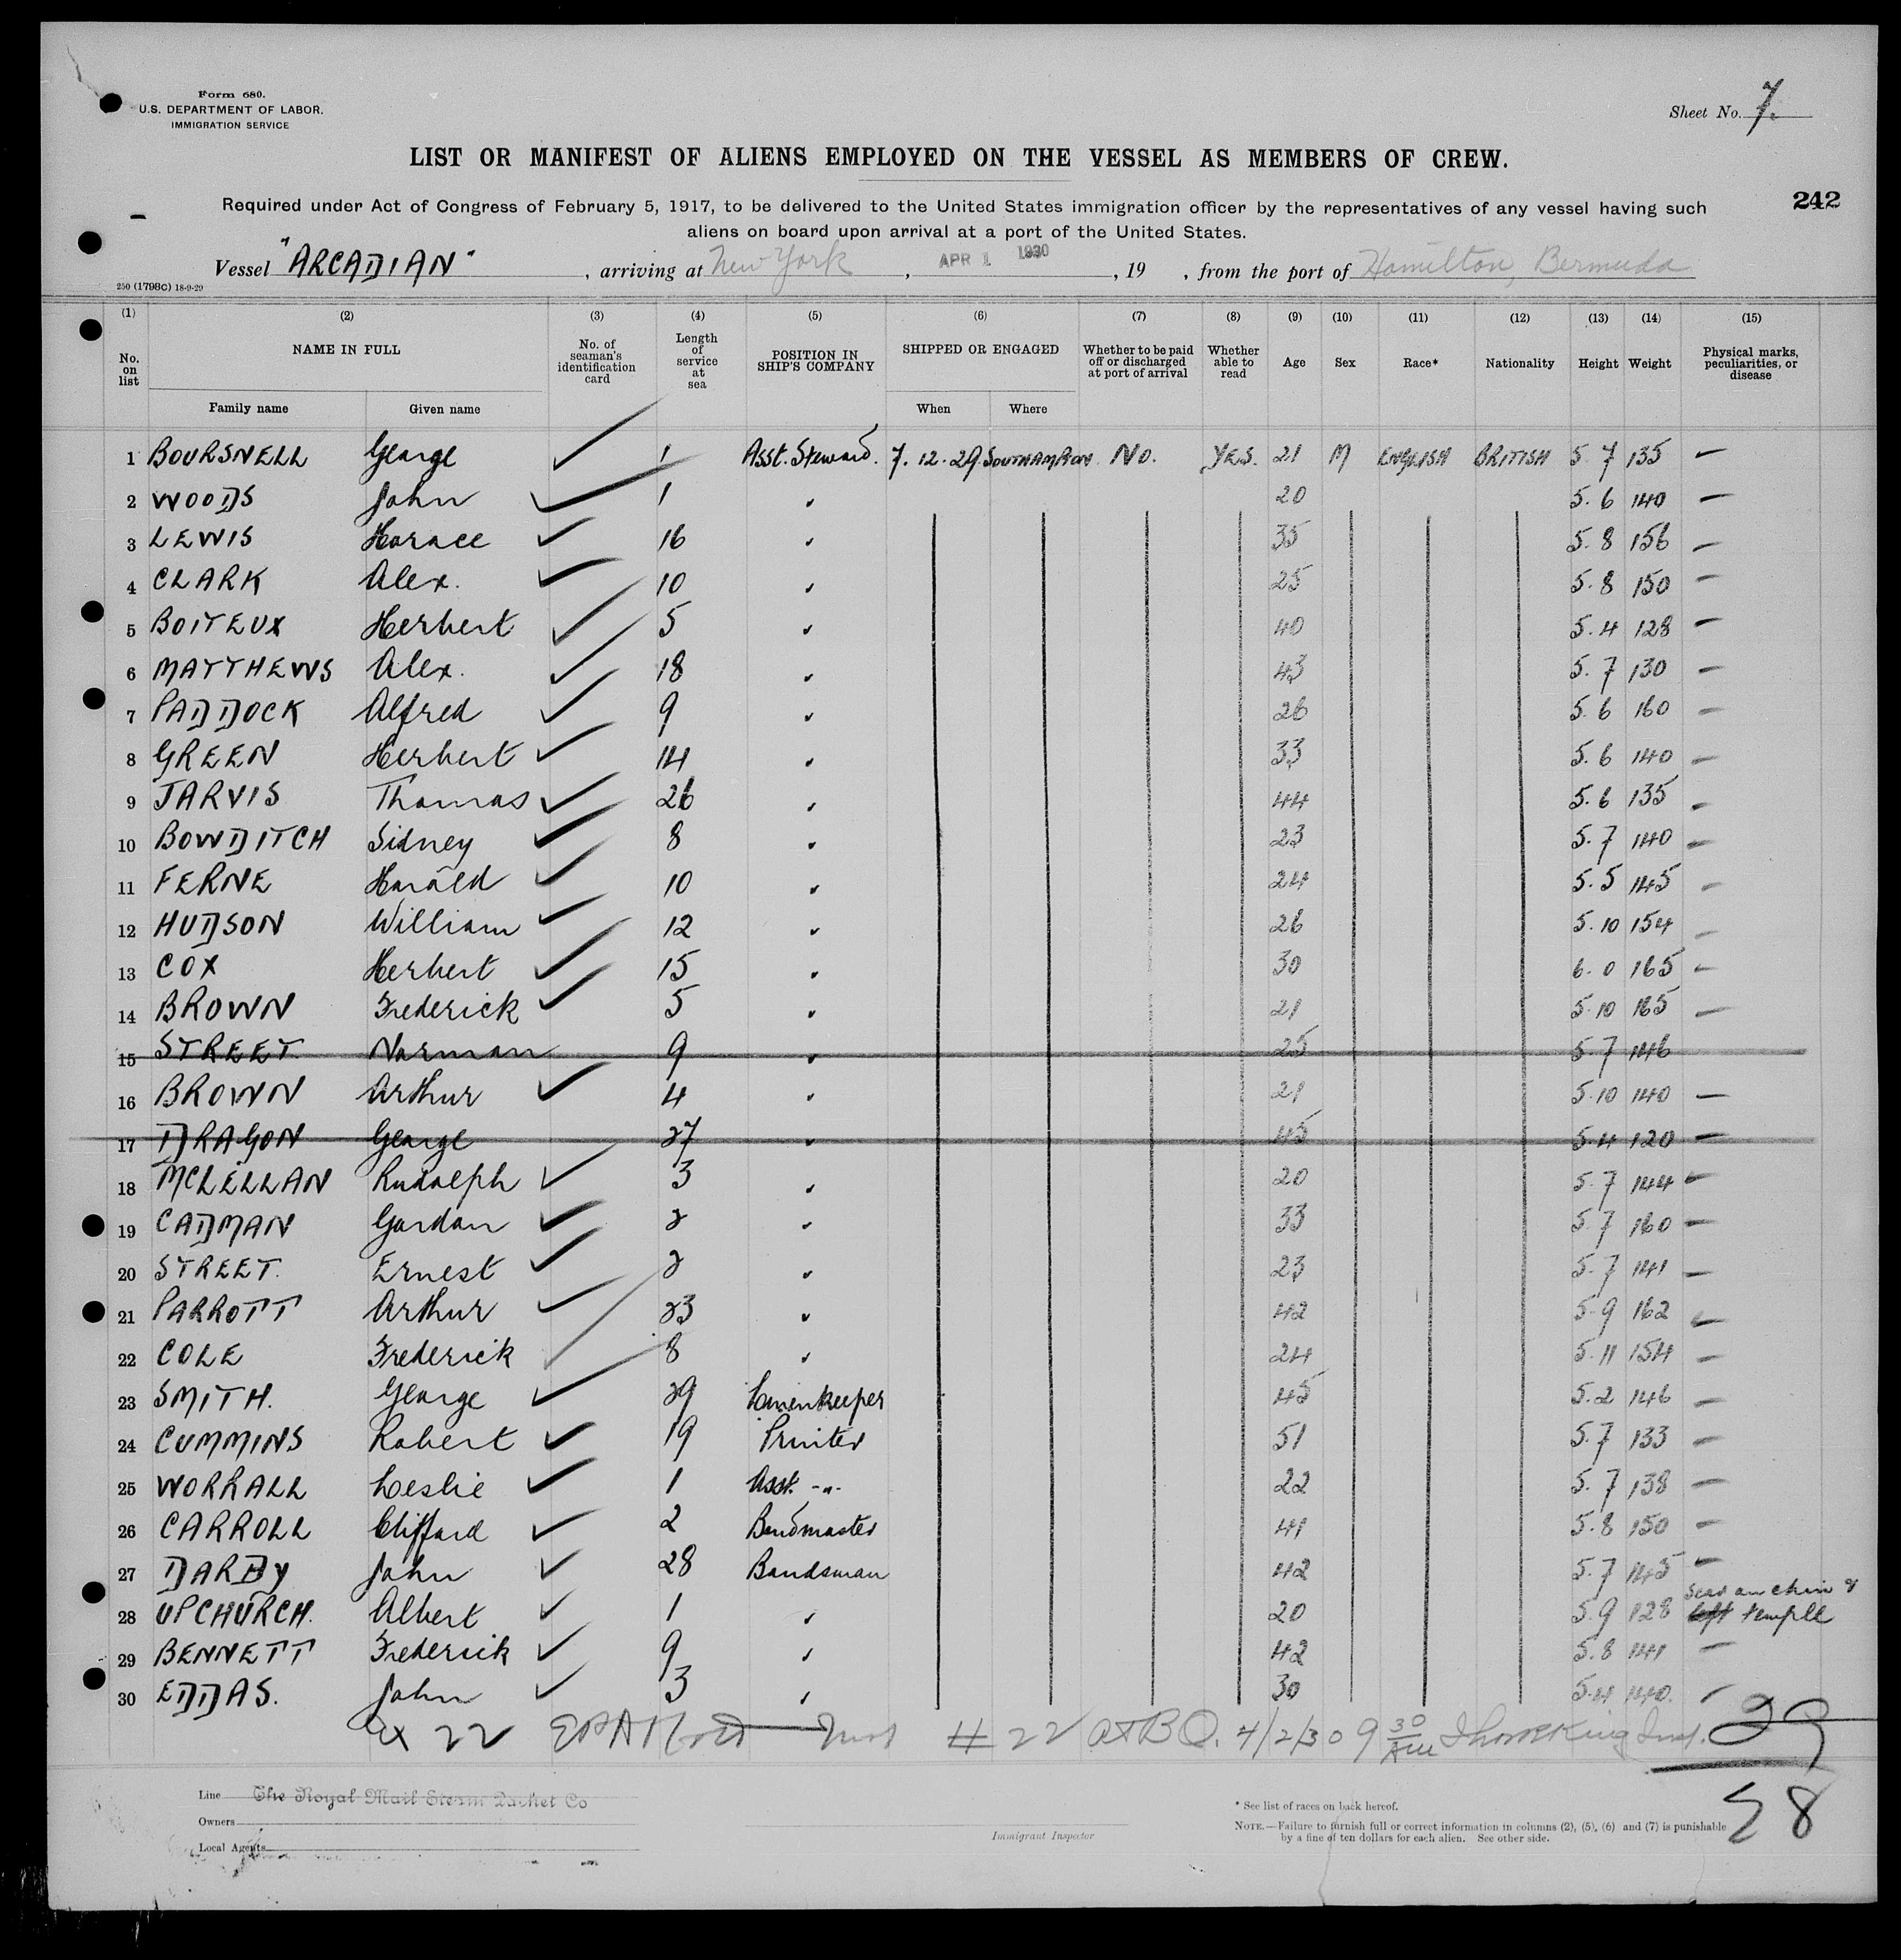 Form 680.
U.S. DEPARTMENT OF LABOR.
IMMIGRATION SERVICE
Sheet No. 7.
LIST OR MANIFEST OF ALIENS EMPLOYED ON THE VESSEL AS MEMBERS OF CREW.
242
Required under Act of Congress of February 5, 1917, to be delivered to the United States immigration officer by the representatives of any vessel having such
aliens on board upon arrival at a port of the United States.
Vessel "ARCADIAN", arriving at New York, APR 1 1930, 19 , from the port of Hamilton, Bermuda
250 (1798c) 18-9-29
(1) (2) (3) (4) (5) (6) (7) (8) (9) (10) (11) (12) (13) (14) (15)
No. on list NAME IN FULL No. of seaman's identification card Length of service at sea POSITION IN SHIP'S COMPANY SHIPPED OR ENGAGED Whether to be paid off or discharged at port of arrival Whether able to read Age Sex Race* Nationality Height Weight Physical marks, peculiarities, or disease
Family name Given name When Where
1 BOURSNELL George ✓ 1 Asst. Steward. 7.12.29 SOUTHAMPTON No. YES. 21 M ENGLISH BRITISH 5 7 135 —
2 WOODS John ✓ 1 ✓ 20 5.6 140 —
3 LEWIS Horace ✓ 16 ✓ 35 5.8 156 —
4 CLARK Alex. ✓ 10 ✓ 25 5.8 150 —
5 BOITEUX Herbert ✓ 5 ✓ 40 5.4 128 —
6 MATTHEWS Alex. ✓ 18 ✓ 43 5.7 130 —
7 PADDOCK Alfred ✓ 9 ✓ 26 5.6 160 —
8 GREEN Herbert ✓ 14 ✓ 33 5.6 140 —
9 JARVIS Thomas ✓ 26 ✓ 44 5.6 135 —
10 BOWDITCH Sidney ✓ 8 ✓ 23 5.7 140 —
11 FERNE Harold ✓ 10 ✓ 24 5.5 145 —
12 HUDSON William ✓ 12 ✓ 26 5.10 154 —
13 COX Herbert ✓ 15 ✓ 30 6.0 165 —
14 BROWN Frederick ✓ 5 ✓ 21 5.10 165 —
15 STREET. Norman 9 ✓ 25 5.7 146
16 BROWN Arthur ✓ 4 ✓ 21 5.10 140 —
17 DRAGON George 27 ✓ 45 5.4 120 —
18 MCLELLAN Rudolph ✓ 3 ✓ 20 5.7 144 —
19 CADMAN Gordon ✓ 2 ✓ 33 5.7 160 —
20 STREET. Ernest ✓ 2 ✓ 23 5.7 141 —
21 PARROTT Arthur ✓ 23 ✓ 42 5.9 162 —
22 COLE Frederick ✓ 8 ✓ 24 5.11 154 —
23 SMITH. George ✓ 29 Linenkeeper 45 5.2 146 —
24 CUMMINS Robert ✓ 19 Printer 51 5.7 133 —
25 WORRALL Leslie ✓ 1 Asst. -"- 22 5.7 138 —
26 CARROLL Clifford ✓ 2 Bandmaster 41 5.8 150 —
27 DARBY John ✓ 28 Bandsman 42 5.7 145 —
28 UPCHURCH. Albert ✓ 1 ✓ 20 5.9 128 Scar on chin & left temple
29 BENNETT Frederick ✓ 9 ✓ 42 5.8 141 —
30 EDDAS. John ✓ 3 ✓ 30 5.4 140. —
Ex 22 # 22 at B O. 4/2/30 9 30 AM King Insp. 29
28
Line The Royal Mail Steam Packet Co
Owners
Local Agents
Immigrant Inspector
* See list of races on back hereof.
NOTE.—Failure to furnish full or correct information in columns (2), (5), (6) and (7) is punishable
by a fine of ten dollars for each alien. See other side.